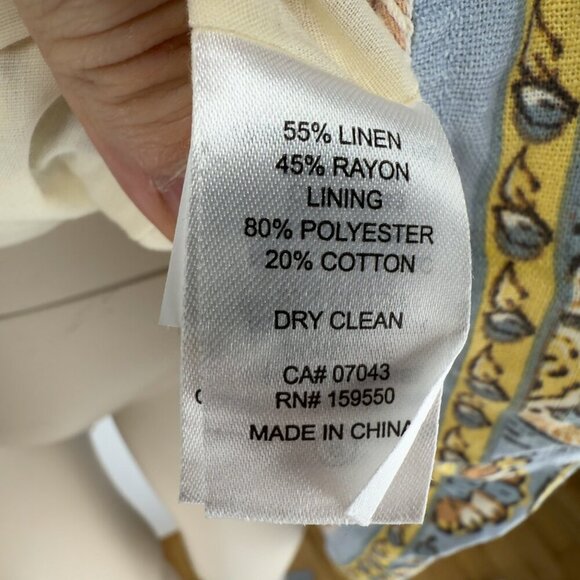 55% LINEN
45% RAYON
LINING
80% POLYESTER
20% COTTON
DRY CLEAN
CA# 07043
RN# 159550
MADE IN CHINA